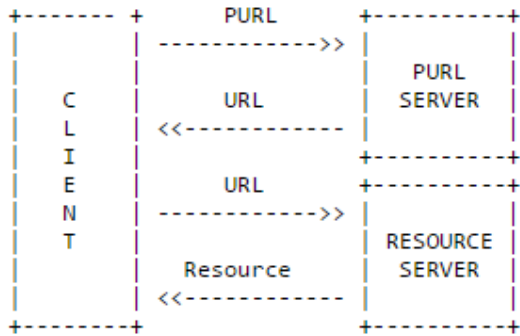 +------- + PURL +----------+
| | ------------->> | |
| | | PURL |
| C | URL | SERVER |
| L | <<------------- | |
| I | +----------+
| E | URL +----------+
| N | ------------->> | |
| T | | RESOURCE |
| | Resource | SERVER |
| | <<------------- | |
+--------+ +----------+